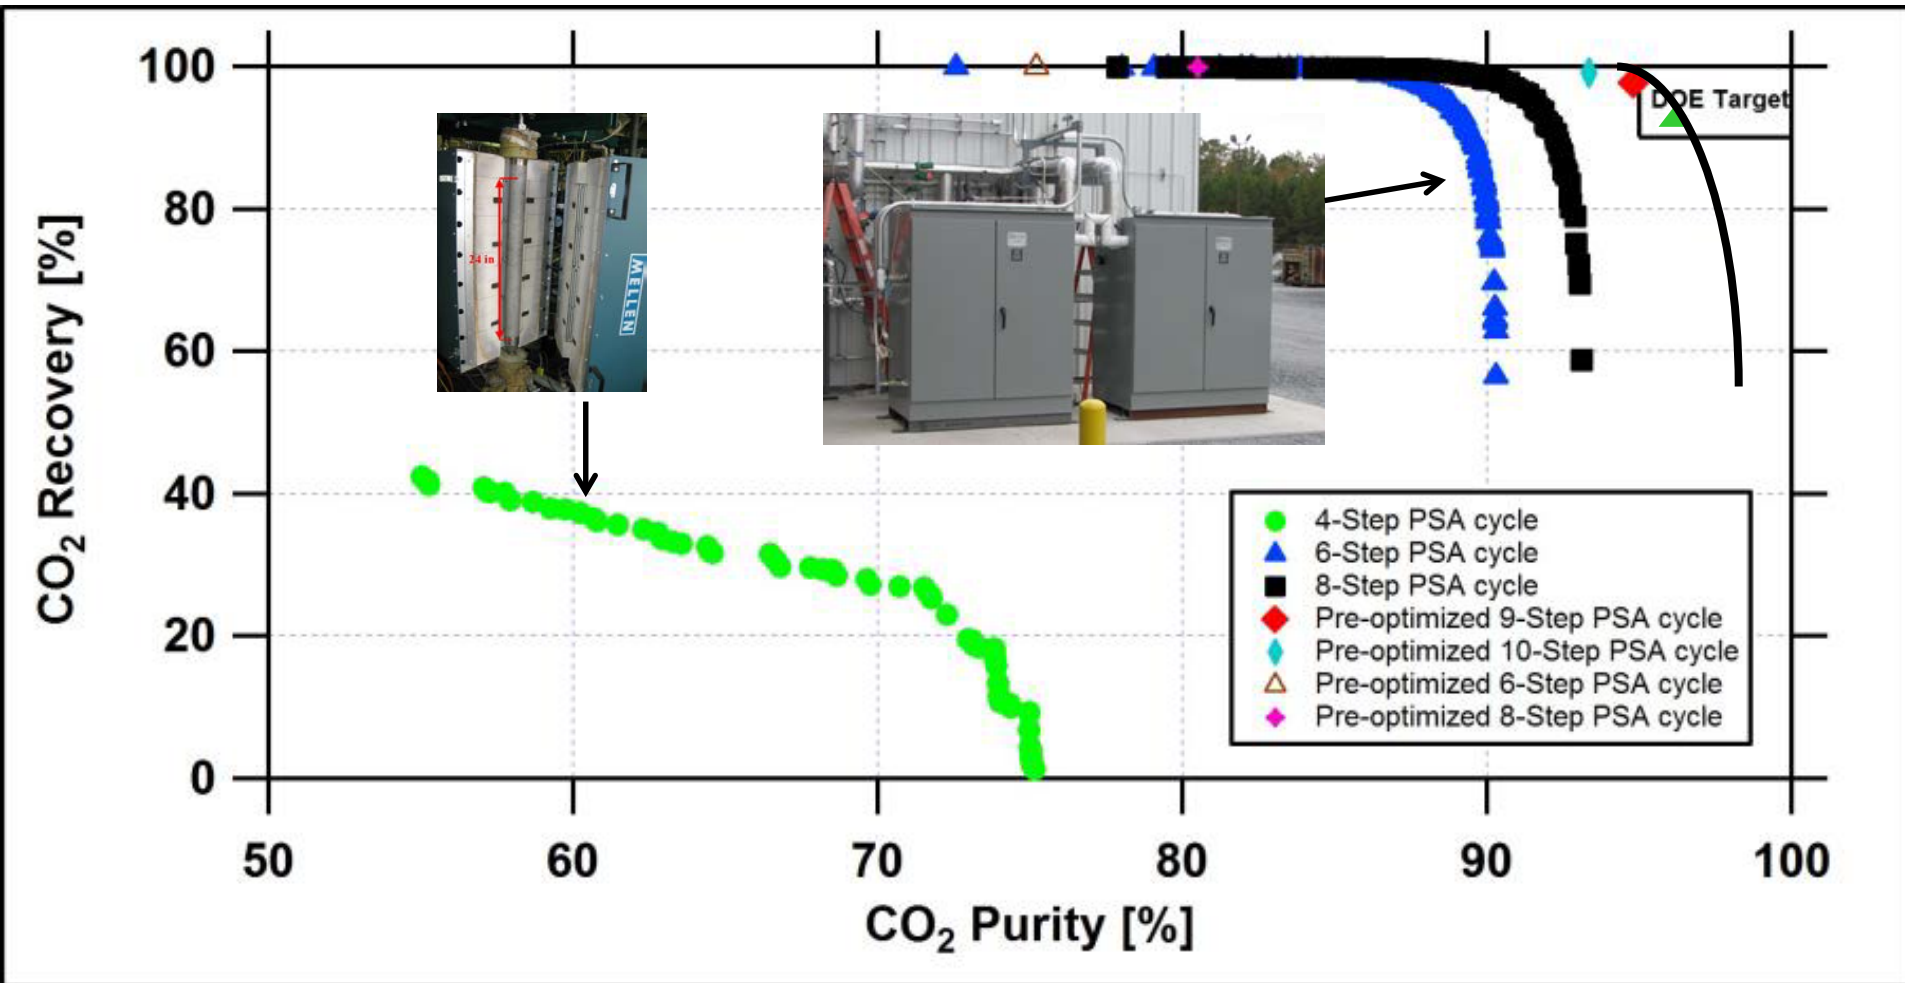 100
80
60
40
20
0
CO₂ Recovery [%]
24 in
MELLEN
DOE Target
4-Step PSA cycle
6-Step PSA cycle
8-Step PSA cycle
Pre-optimized 9-Step PSA cycle
Pre-optimized 10-Step PSA cycle
Pre-optimized 6-Step PSA cycle
Pre-optimized 8-Step PSA cycle
50 60 70 80 90 100
CO₂ Purity [%]